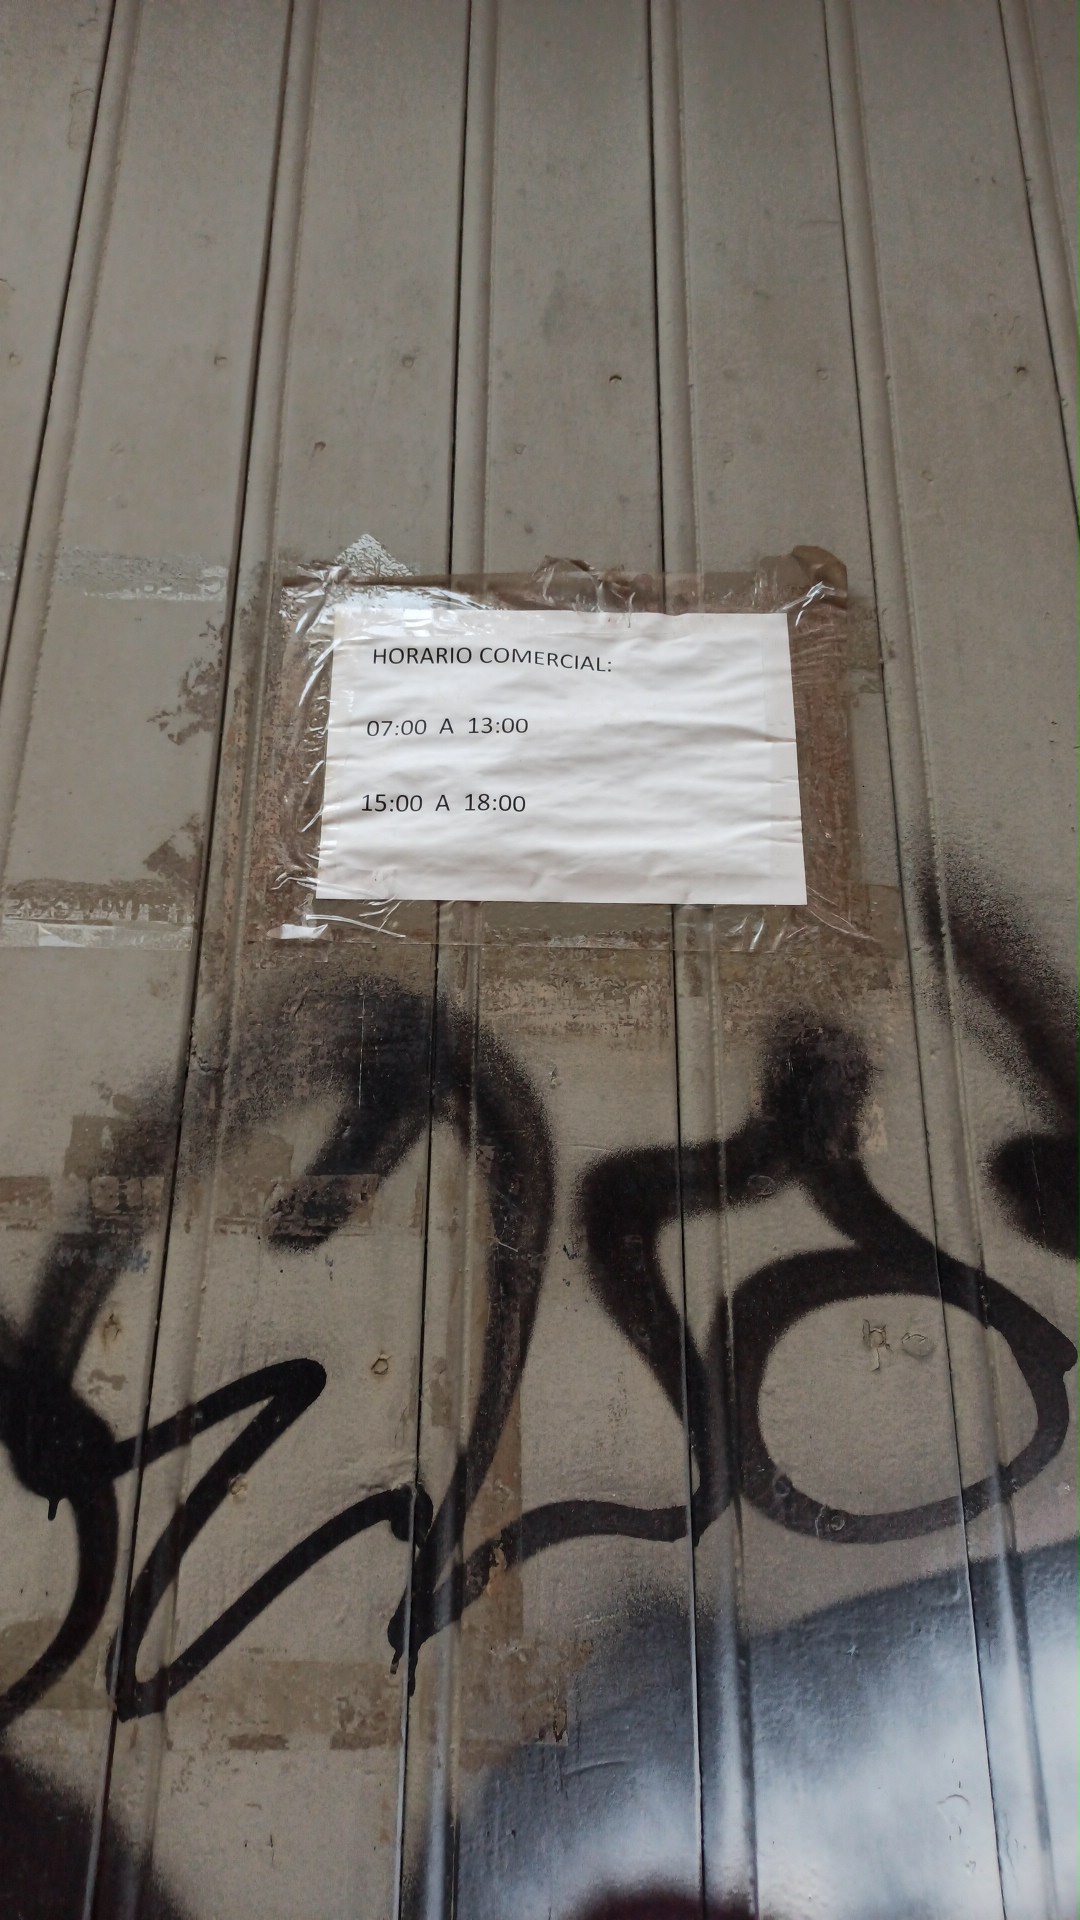 HORARIO COMERCIAL:
07:00 A 13:00
15:00 A 18:00